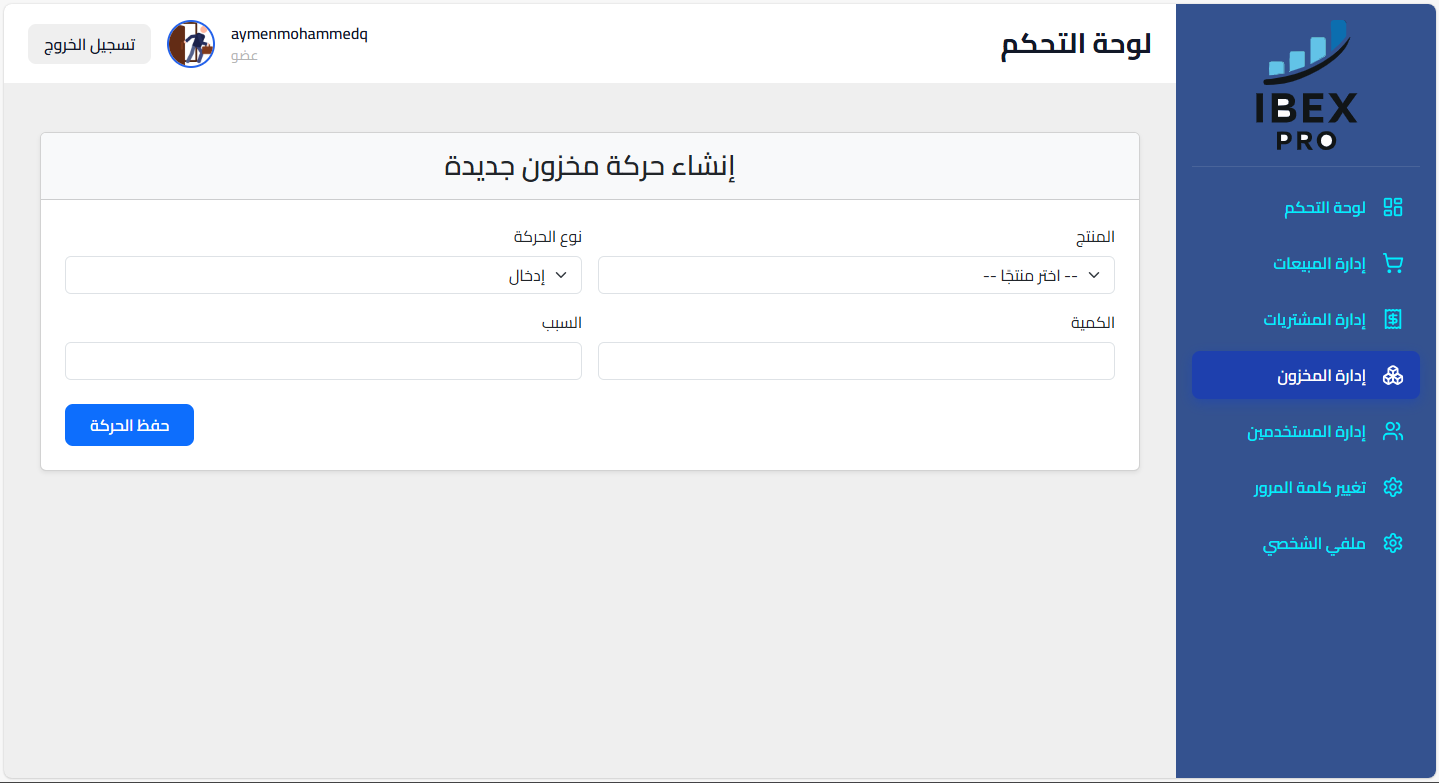 IBEX
PRO
لوحة التحكم
إدارة المبيعات
إدارة المشتريات
إدارة المخزون
إدارة المستخدمين
تغيير كلمة المرور
ملفي الشخصي
لوحة التحكم
aymenmohammedq
عضو
تسجيل الخروج
إنشاء حركة مخزون جديدة
المنتج
-- اختر منتجًا --
نوع الحركة
إدخال
الكمية
السبب
حفظ الحركة